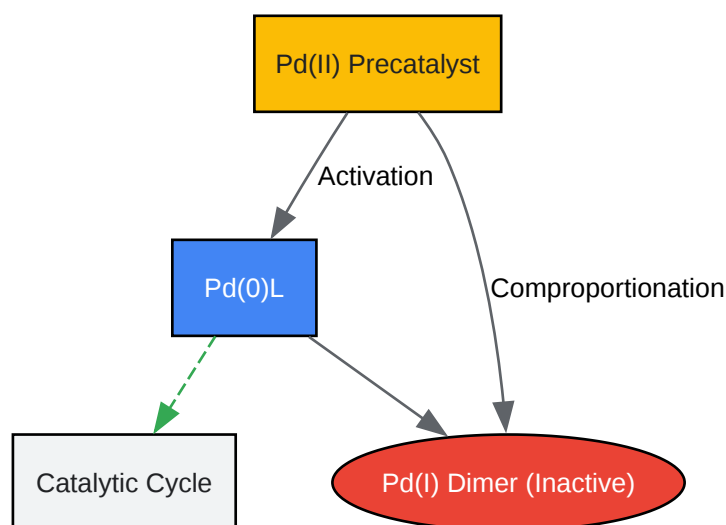 Pd(II) Precatalyst
Activation
Pd(0)L
Comproportionation
Catalytic Cycle
Pd(I) Dimer (Inactive)